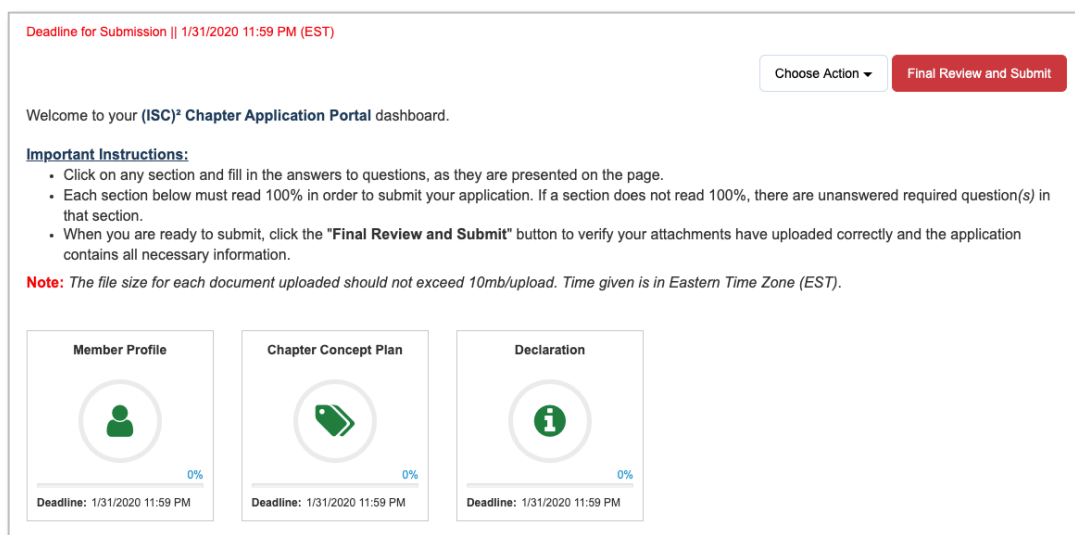 Deadline for Submission || 1/31/2020 11:59 PM (EST)
Choose Action Final Review and Submit
Welcome to your (ISC)² Chapter Application Portal dashboard.
Important Instructions:
• Click on any section and fill in the answers to questions, as they are presented on the page.
• Each section below must read 100% in order to submit your application. If a section does not read 100%, there are unanswered required question(s) in
that section.
• When you are ready to submit, click the "Final Review and Submit" button to verify your attachments have uploaded correctly and the application
contains all necessary information.
Note: The file size for each document uploaded should not exceed 10mb/upload. Time given is in Eastern Time Zone (EST).
Member Profile
0%
Deadline: 1/31/2020 11:59 PM
Chapter Concept Plan
0%
Deadline: 1/31/2020 11:59 PM
Declaration
0%
Deadline: 1/31/2020 11:59 PM